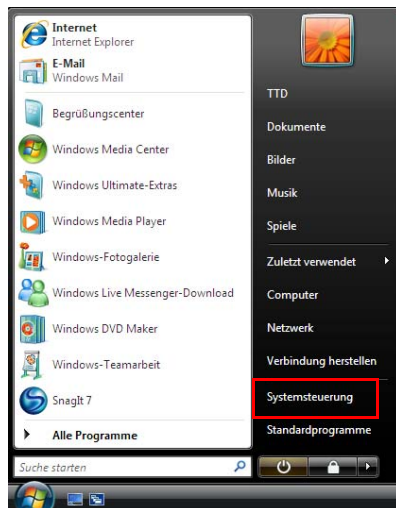 Internet
Internet Explorer
E-Mail
Windows Mail
Begrüßungscenter
Windows Media Center
Windows Ultimate-Extras
Windows Media Player
Windows-Fotogalerie
Windows Live Messenger-Download
Windows DVD Maker
Windows-Teamarbeit
SnagIt 7
Alle Programme
Suche starten
TTD
Dokumente
Bilder
Musik
Spiele
Zuletzt verwendet
Computer
Netzwerk
Verbindung herstellen
Systemsteuerung
Standardprogramme